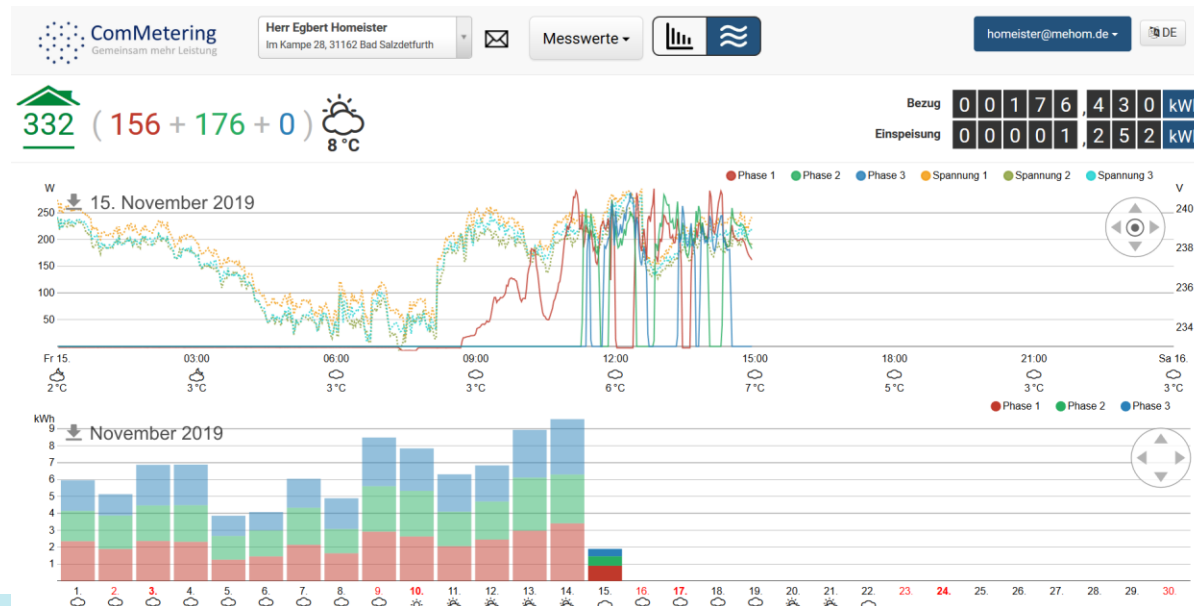 ComMetering
Gemeinsam mehr Leistung
Herr Egbert Homeister
Im Kampe 28, 31162 Bad Salzdetfurth
Messwerte
homeister@mehom.de
DE
332 ( 156 + 176 + 0 )
8 °C
Bezug 00176,430 kWh
Einspeisung 00001,252 kWh
Phase 1 Phase 2 Phase 3 Spannung 1 Spannung 2 Spannung 3
W
V
15. November 2019
250
200
150
100
50
240
238
236
234
Fr 15. 03:00 06:00 09:00 12:00 15:00 18:00 21:00 Sa 16.
2 °C 3 °C 3 °C 3 °C 6 °C 7 °C 5 °C 3 °C 3 °C
Phase 1 Phase 2 Phase 3
kWh
November 2019
9
8
7
6
5
4
3
2
1
1. 2. 3. 4. 5. 6. 7. 8. 9. 10. 11. 12. 13. 14. 15. 16. 17. 18. 19. 20. 21. 22. 23. 24. 25. 26. 27. 28. 29. 30.